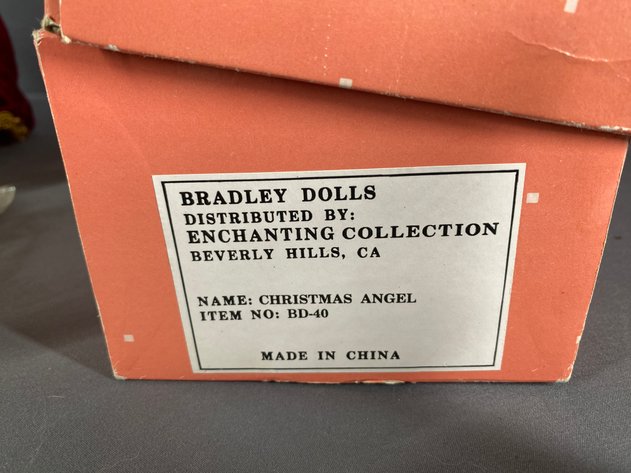 BRADLEY DOLLS
DISTRIBUTED BY:
ENCHANTING COLLECTION
BEVERLY HILLS, CA
NAME: CHRISTMAS ANGEL
ITEM NO: BD-40
MADE IN CHINA